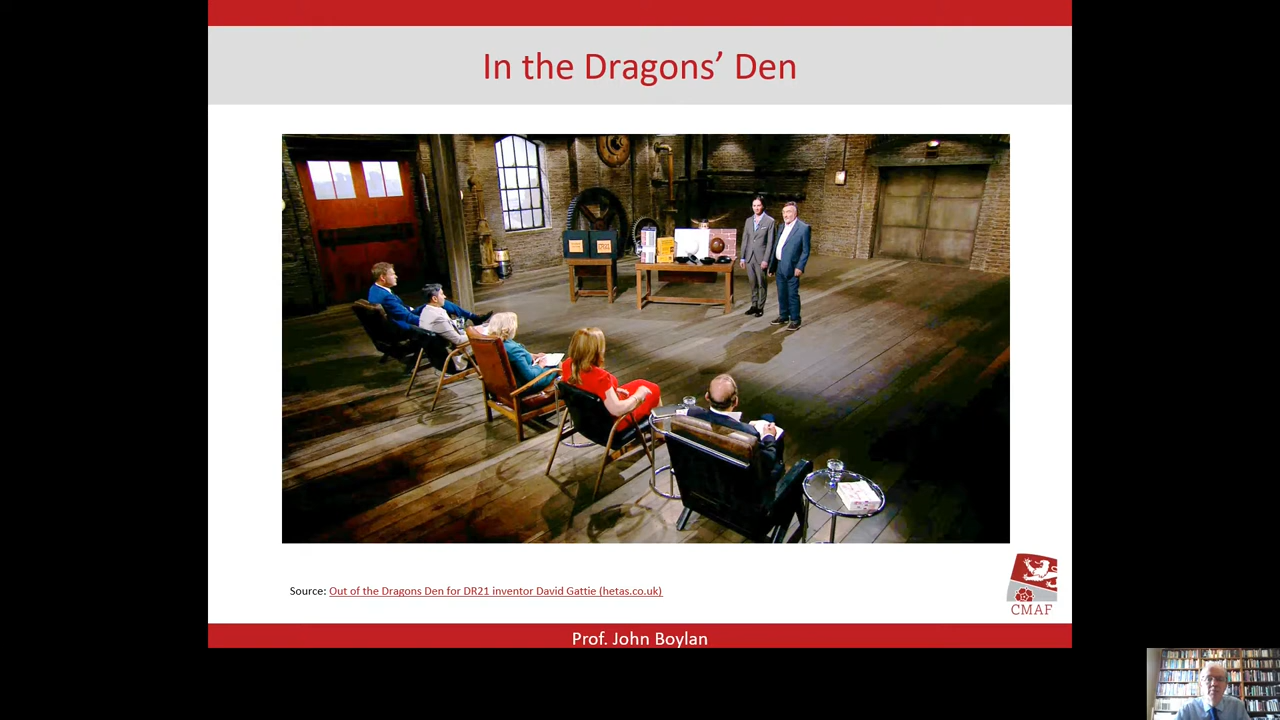 In the Dragons’ Den
Source: Out of the Dragons Den for DR21 inventor David Gattie (hetas.co.uk)
CMAF
Prof. John Boylan